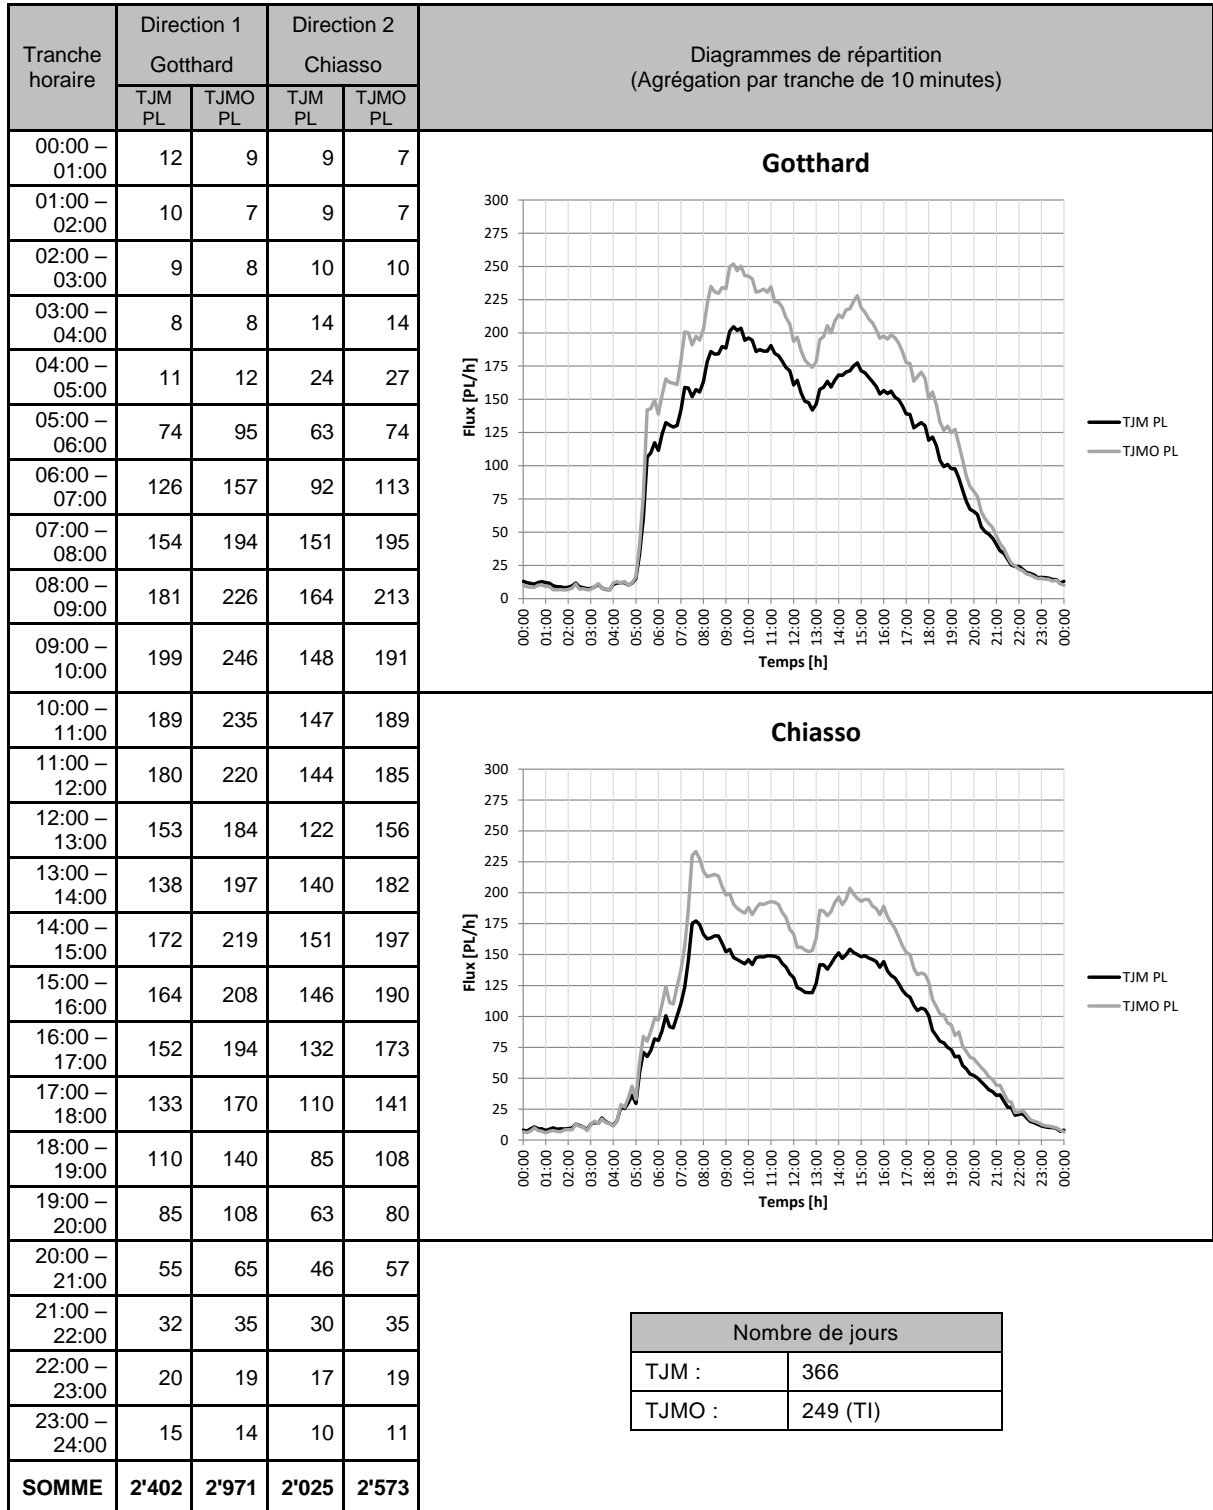 Tranche horaire
Direction 1
Gotthard
Direction 2
Chiasso
Diagrammes de répartition
(Agrégation par tranche de 10 minutes)
TJM PL
TJMO PL
TJM PL
TJMO PL
00:00 – 01:00 12 9 9 7
01:00 – 02:00 10 7 9 7
02:00 – 03:00 9 8 10 10
03:00 – 04:00 8 8 14 14
04:00 – 05:00 11 12 24 27
05:00 – 06:00 74 95 63 74
06:00 – 07:00 126 157 92 113
07:00 – 08:00 154 194 151 195
08:00 – 09:00 181 226 164 213
09:00 – 10:00 199 246 148 191
10:00 – 11:00 189 235 147 189
11:00 – 12:00 180 220 144 185
12:00 – 13:00 153 184 122 156
13:00 – 14:00 138 197 140 182
14:00 – 15:00 172 219 151 197
15:00 – 16:00 164 208 146 190
16:00 – 17:00 152 194 132 173
17:00 – 18:00 133 170 110 141
18:00 – 19:00 110 140 85 108
19:00 – 20:00 85 108 63 80
20:00 – 21:00 55 65 46 57
21:00 – 22:00 32 35 30 35
22:00 – 23:00 20 19 17 19
23:00 – 24:00 15 14 10 11
SOMME 2'402 2'971 2'025 2'573
Gotthard
300
275
250
225
200
175
150
125
100
75
50
25
0
Flux [PL/h]
00:00 01:00 02:00 03:00 04:00 05:00 06:00 07:00 08:00 09:00 10:00 11:00 12:00 13:00 14:00 15:00 16:00 17:00 18:00 19:00 20:00 21:00 22:00 23:00 00:00
Temps [h]
TJM PL
TJMO PL
Chiasso
300
275
250
225
200
175
150
125
100
75
50
25
0
Flux [PL/h]
00:00 01:00 02:00 03:00 04:00 05:00 06:00 07:00 08:00 09:00 10:00 11:00 12:00 13:00 14:00 15:00 16:00 17:00 18:00 19:00 20:00 21:00 22:00 23:00 00:00
Temps [h]
TJM PL
TJMO PL
Nombre de jours
TJM : 366
TJMO : 249 (TI)